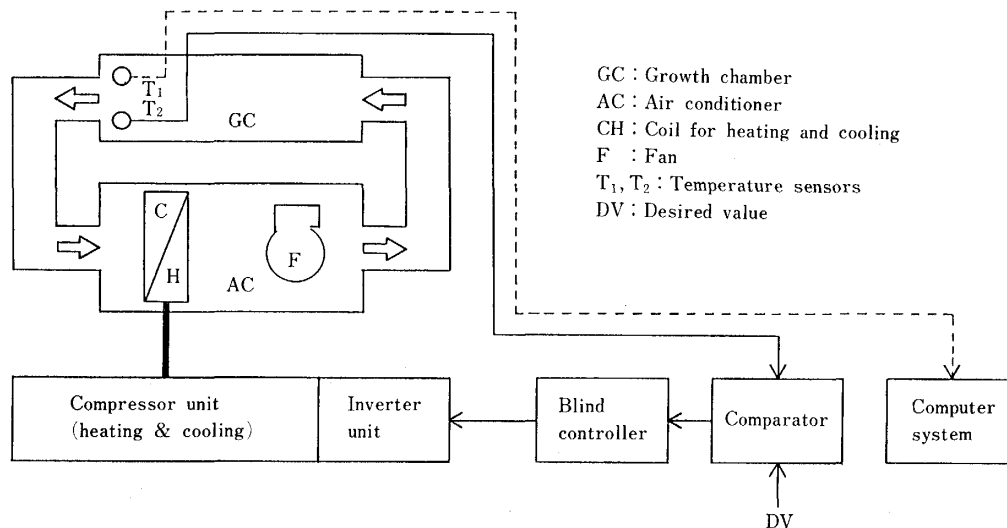 T1
T2
GC
GC : Growth chamber
AC : Air conditioner
CH : Coil for heating and cooling
F : Fan
T1, T2 : Temperature sensors
DV : Desired value
C
H
F
AC
Compressor unit
(heating & cooling)
Inverter
unit
Blind
controller
Comparator
Computer
system
DV